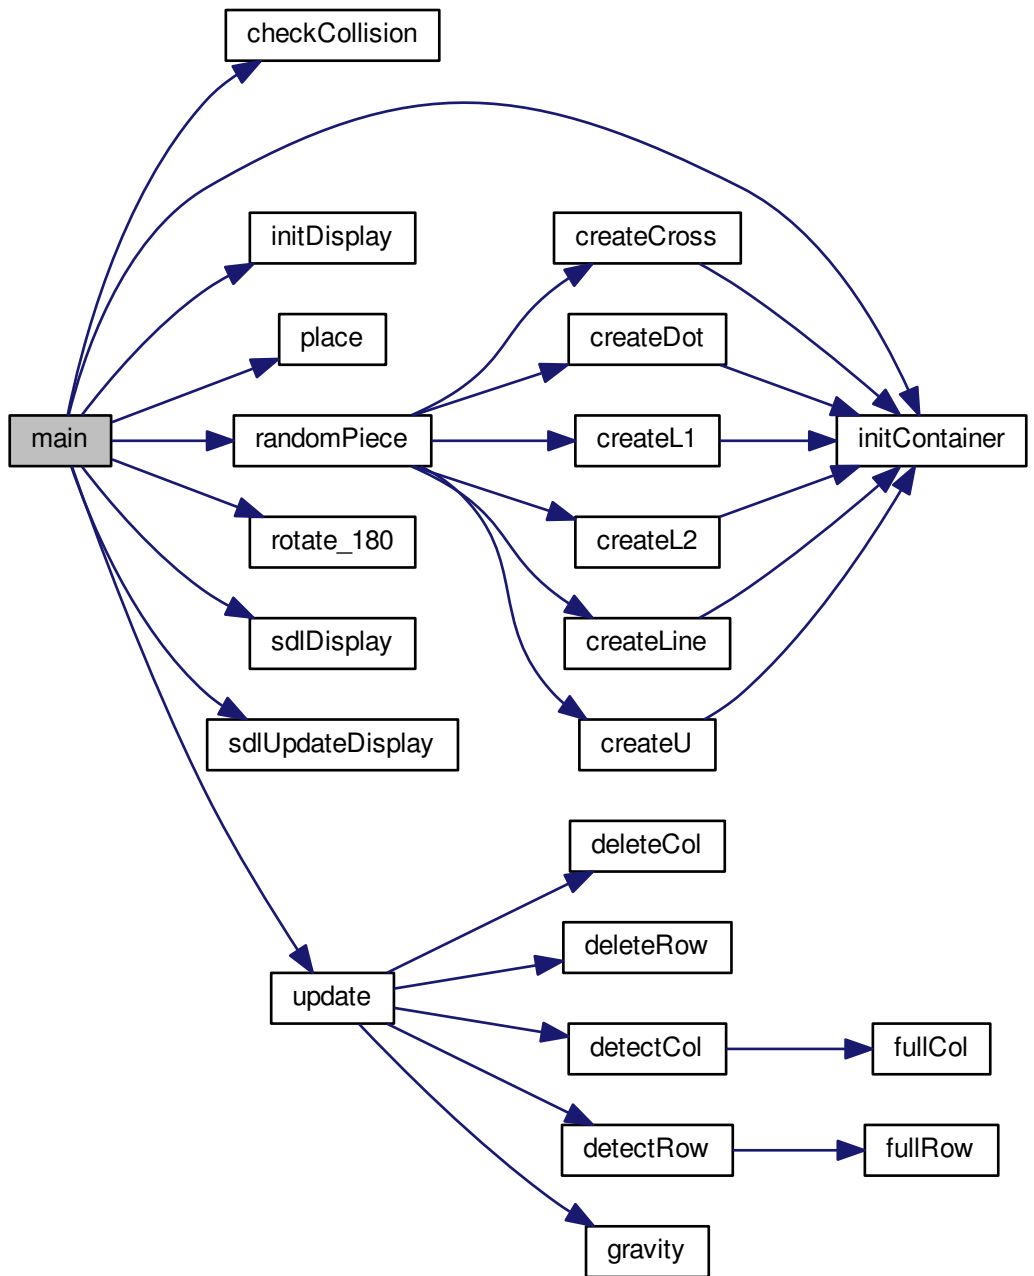 checkCollision
initDisplay
createCross
place
createDot
main
randomPiece
createL1
initContainer
rotate_180
createL2
sdlDisplay
createLine
sdlUpdateDisplay
createU
deleteCol
deleteRow
update
detectCol
fullCol
detectRow
fullRow
gravity